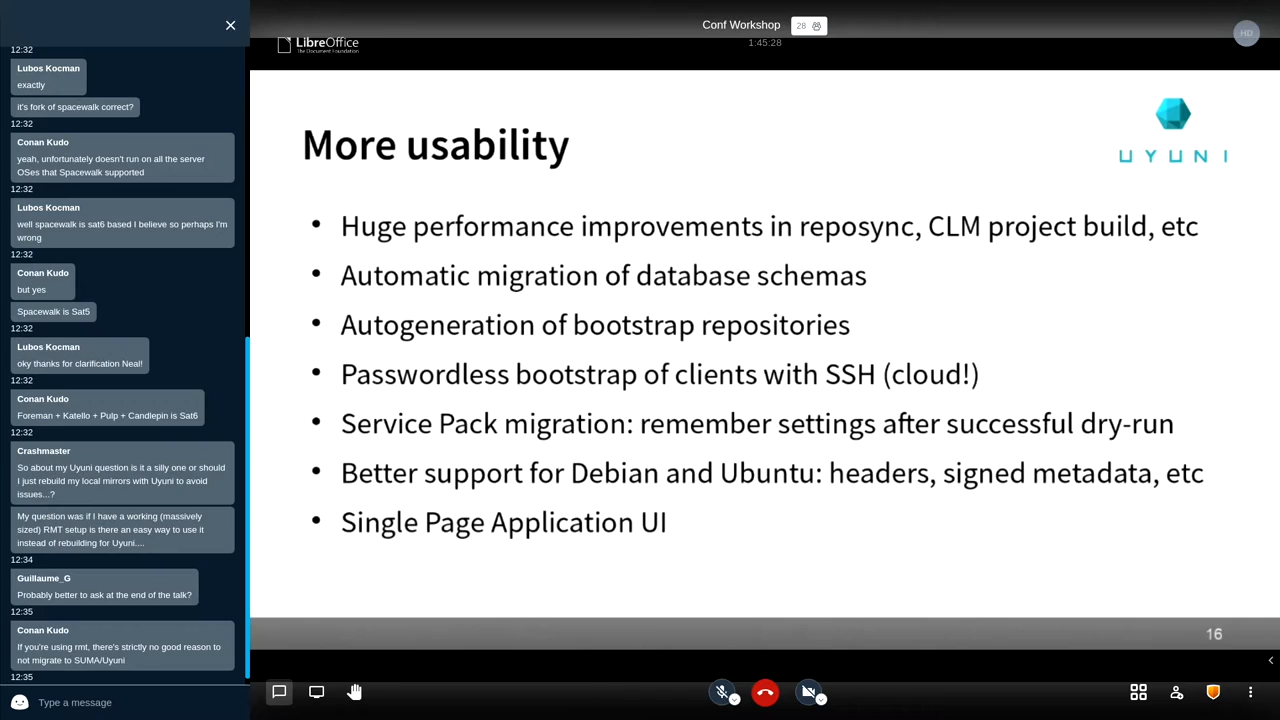 12:32
Lubos Kocman
exactly
it's fork of spacewalk correct?
12:32
Conan Kudo
yeah, unfortunately doesn't run on all the server
OSes that Spacewalk supported
12:32
Lubos Kocman
well spacewalk is sat6 based I believe so perhaps I'm
wrong
12:32
Conan Kudo
but yes
Spacewalk is Sat5
12:32
Lubos Kocman
oky thanks for clarification Neal!
12:32
Conan Kudo
Foreman + Katello + Pulp + Candlepin is Sat6
12:32
Crashmaster
So about my Uyuni question is it a silly one or should
I just rebuild my local mirrors with Uyuni to avoid
issues...?
My question was if I have a working (massively
sized) RMT setup is there an easy way to use it
instead of rebuilding for Uyuni....
12:34
Guillaume_G
Probably better to ask at the end of the talk?
12:35
Conan Kudo
If you're using rmt, there's strictly no good reason to
not migrate to SUMA/Uyuni
12:35
Type a message
Conf Workshop
28
1:45:28
HD
LibreOffice
The Document Foundation
UYUNI
More usability
• Huge performance improvements in reposync, CLM project build, etc
• Automatic migration of database schemas
• Autogeneration of bootstrap repositories
• Passwordless bootstrap of clients with SSH (cloud!)
• Service Pack migration: remember settings after successful dry-run
• Better support for Debian and Ubuntu: headers, signed metadata, etc
• Single Page Application UI
16